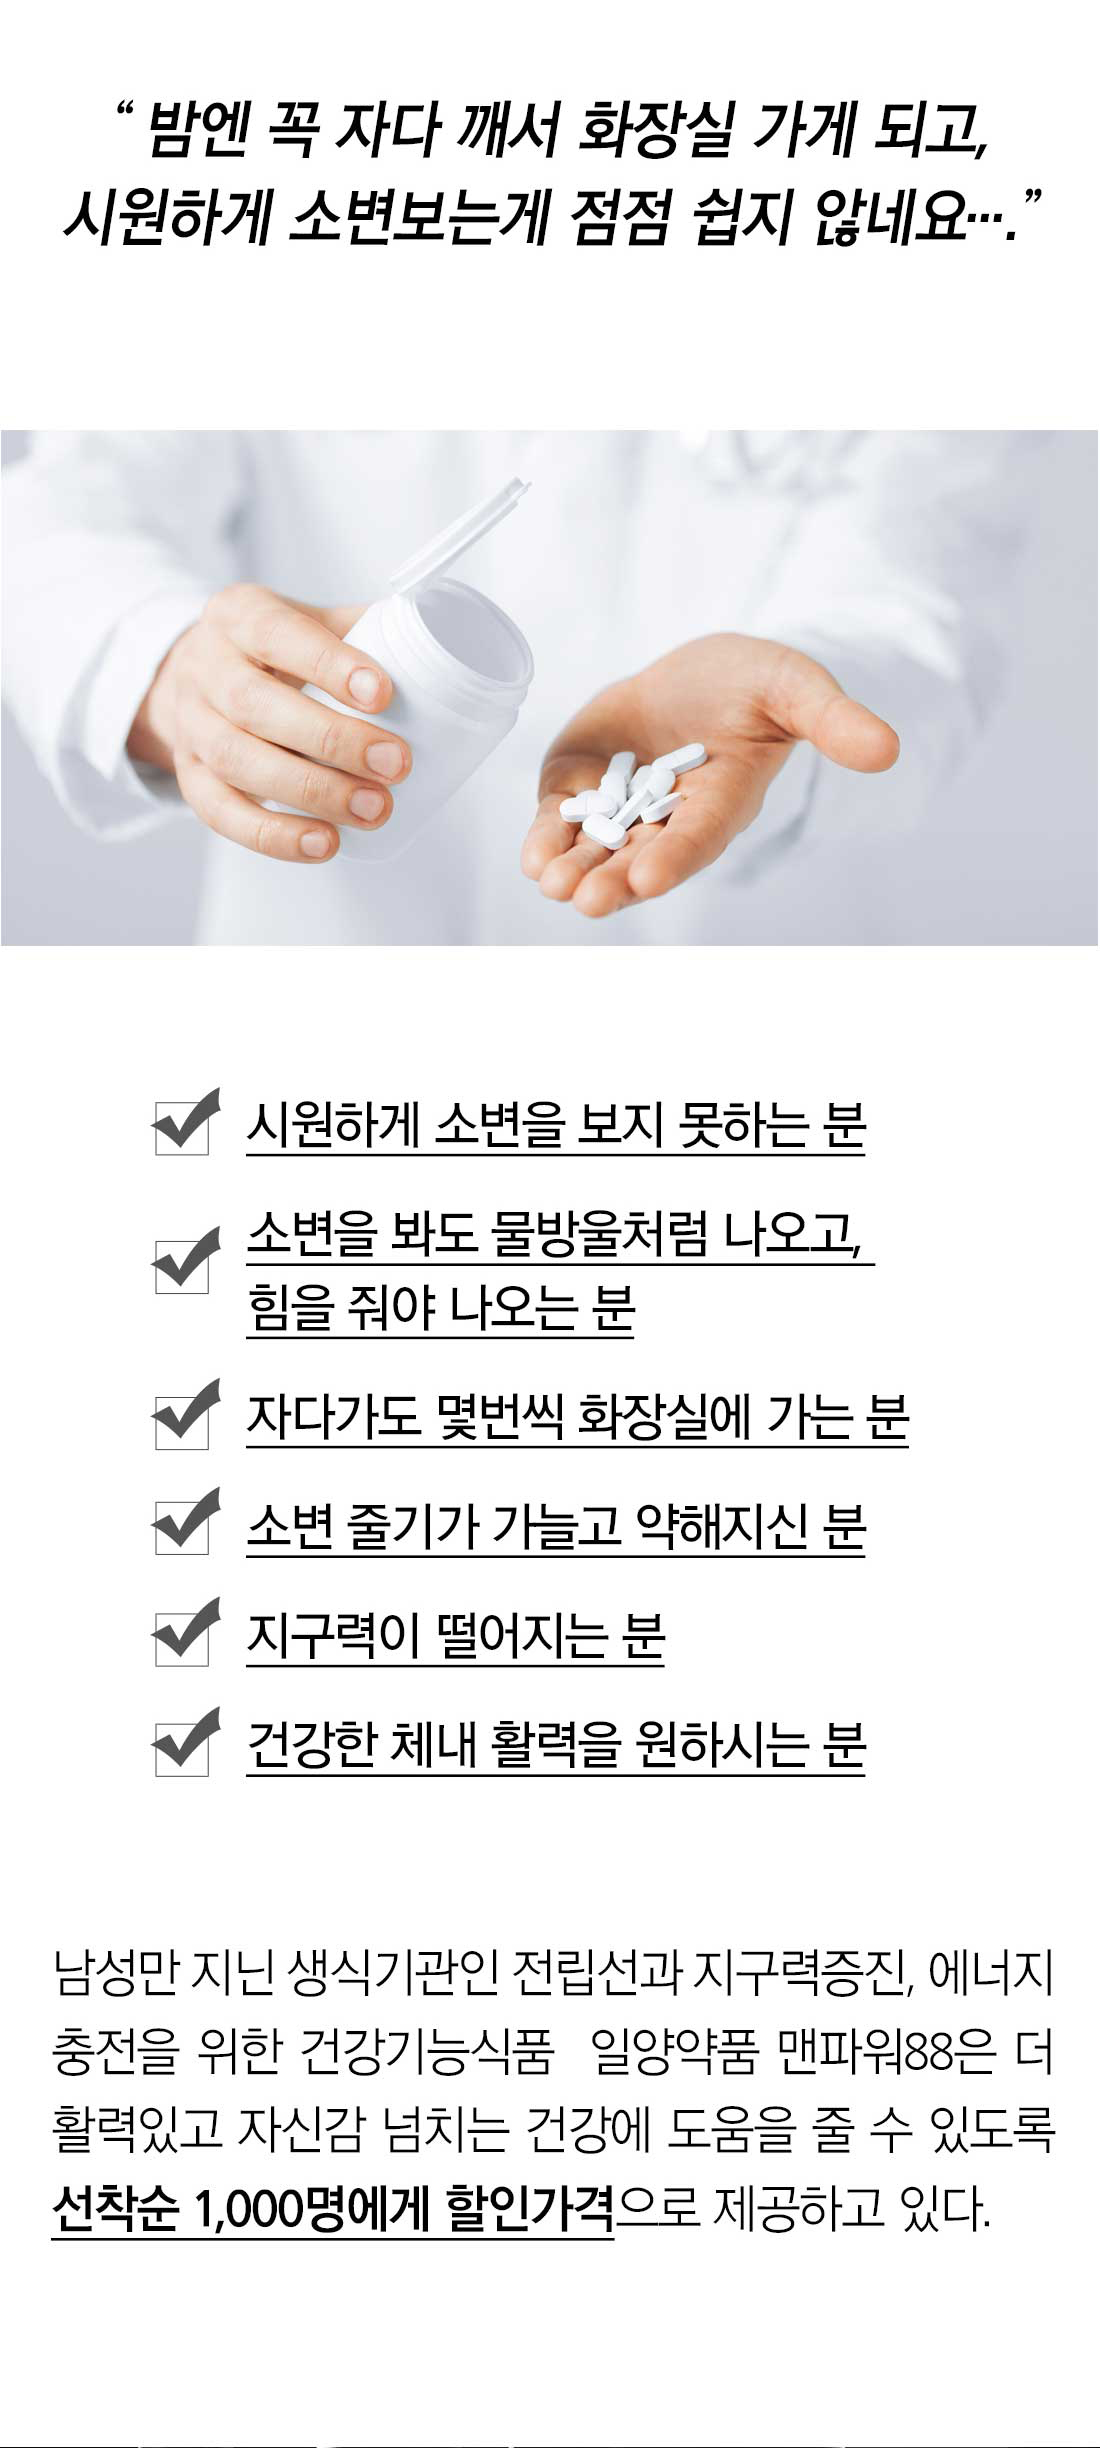 “ 밤엔 꼭 자다 깨서 화장실 가게 되고,
시원하게 소변보는게 점점 쉽지 않네요….”
시원하게 소변을 보지 못하는 분
소변을 봐도 물방울처럼 나오고,
힘을 줘야 나오는 분
자다가도 몇번씩 화장실에 가는 분
소변 줄기가 가늘고 약해지신 분
지구력이 떨어지는 분
건강한 체내 활력을 원하시는 분
남성만 지닌 생식기관인 전립선과 지구력증진, 에너지
충전을 위한 건강기능식품 일양약품 맨파워88은 더
활력있고 자신감 넘치는 건강에 도움을 줄 수 있도록
선착순 1,000명에게 할인가격으로 제공하고 있다.